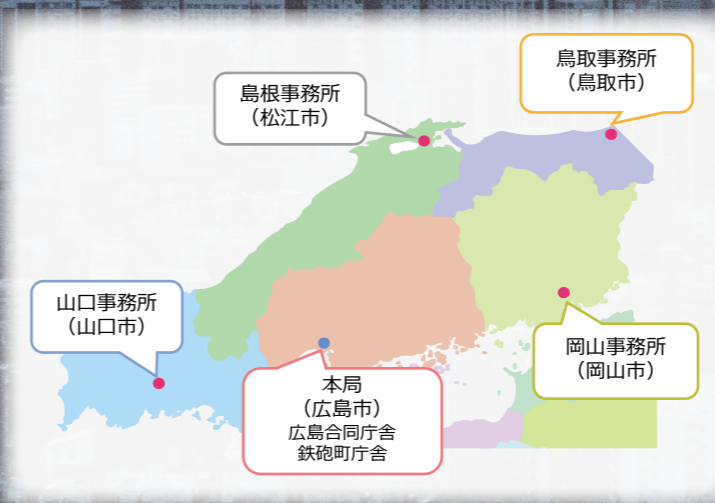 鳥取事務所
（鳥取市）
島根事務所
（松江市）
山口事務所
（山口市）
岡山事務所
（岡山市）
本局
（広島市）
広島合同庁舎
鉄砲町庁舎